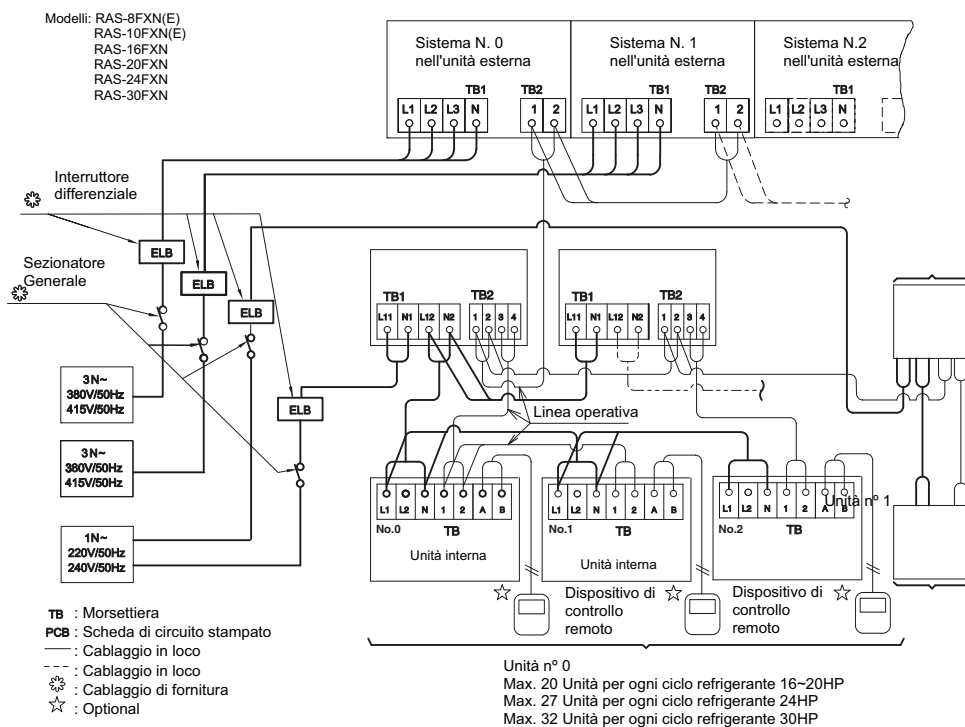 Modelli: RAS-8FXN(E)
RAS-10FXN(E)
RAS-16FXN
RAS-20FXN
RAS-24FXN
RAS-30FXN
Sistema N. 0
nell'unità esterna
Sistema N. 1
nell'unità esterna
Sistema N.2
nell'unità esterna
TB1 TB2 TB1 TB2 TB1
L1 L2 L3 N 1 2 L1 L2 L3 N 1 2 L1 L2 L3 N
Interruttore
differenziale
ELB
ELB
ELB
ELB
Sezionatore
Generale
TB1 TB2 TB1 TB2
L11 N1 L12 N2 1 2 3 4 L11 N1 L12 N2 1 2 3 4
3N~
380V/50Hz
415V/50Hz
3N~
380V/50Hz
415V/50Hz
1N~
220V/50Hz
240V/50Hz
Linea operativa
L1 L2 N 1 2 A B L1 L2 N 1 2 A B L1 L2 N 1 2 A B
Unità nº 1
No.0 TB No.1 TB No.2 TB
Unità interna
Unità interna
Dispositivo di
controllo
remoto
Dispositivo di
controllo
remoto
TB : Morsettiera
PCB : Scheda di circuito stampato
: Cablaggio in loco
: Cablaggio in loco
: Cablaggio di fornitura
: Optional
Unità nº 0
Max. 20 Unità per ogni ciclo refrigerante 16~20HP
Max. 27 Unità per ogni ciclo refrigerante 24HP
Max. 32 Unità per ogni ciclo refrigerante 30HP